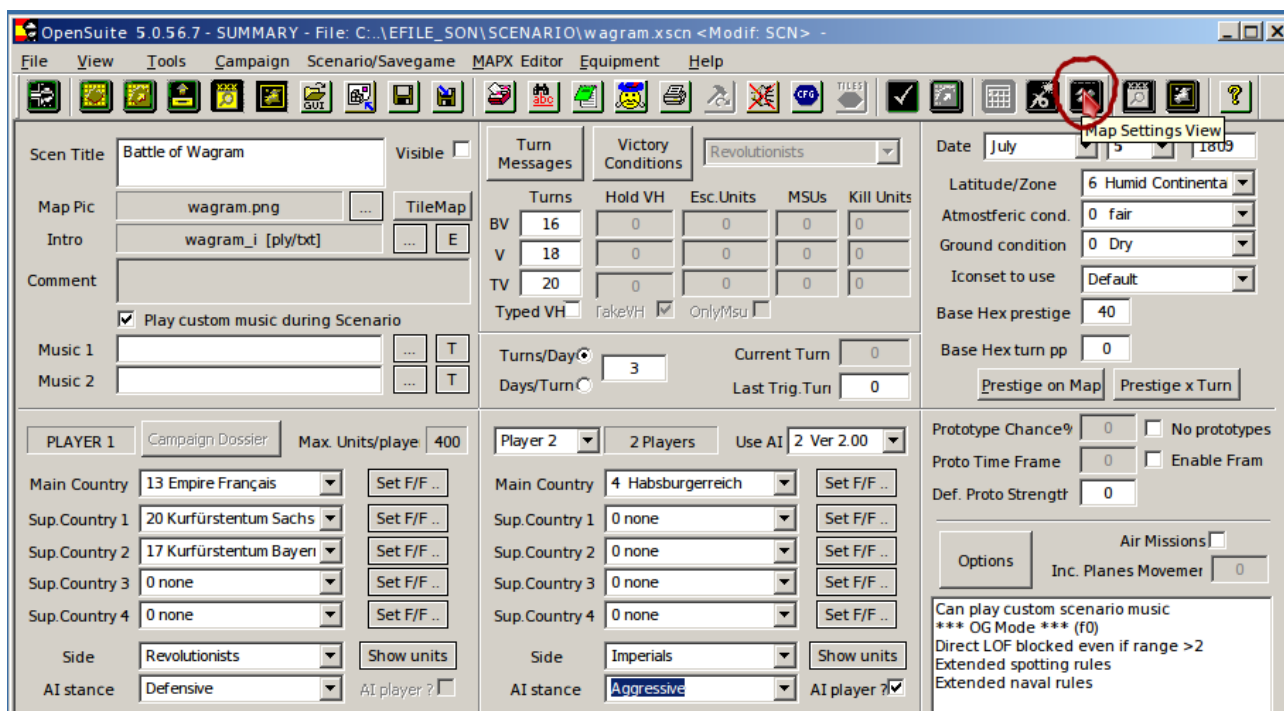 OpenSuite 5.0.56.7 - SUMMARY - File: C:..\EFILE_SON\SCENARIO\wagram.xscn <Modif: SCN> -
File View Tools Campaign Scenario/Savegame MAPX Editor Equipment Help
GUI abc CFG TILES
Map Settings View
Scen Title Battle of Wagram Visible
Map Pic wagram.png ... TileMap
Intro wagram_i [ply/txt] ... E
Comment
Play custom music during Scenario
Music 1 ... T
Music 2 ... T
Turn Messages Victory Conditions Revolutionists
Turns Hold VH Esc.Units MSUs Kill Units
BV 16 0 0 0 0
V 18 0 0 0 0
TV 20 0 0 0 0
Typed VH TakeVH OnlyMsu
Turns/Day 3 Current Turn 0
Days/Turn Last Trig.Turn 0
Date July 5 1809
Latitude/Zone 6 Humid Continental
Atmostferic cond. 0 fair
Ground condition 0 Dry
Iconset to use Default
Base Hex prestige 40
Base Hex turn pp 0
Prestige on Map Prestige x Turn
PLAYER 1 Campaign Dossier Max. Units/playe 400
Main Country 13 Empire Français Set F/F ..
Sup.Country 1 20 Kurfürstentum Sachs Set F/F ..
Sup.Country 2 17 Kurfürstentum Bayern Set F/F ..
Sup.Country 3 0 none Set F/F ..
Sup.Country 4 0 none Set F/F ..
Side Revolutionists Show units
AI stance Defensive AI player ?
Player 2 2 Players Use AI 2 Ver 2.00
Main Country 4 Habsburgerreich Set F/F ..
Sup.Country 1 0 none Set F/F ..
Sup.Country 2 0 none Set F/F ..
Sup.Country 3 0 none Set F/F ..
Sup.Country 4 0 none Set F/F ..
Side Imperials Show units
AI stance Aggressive AI player ?
Prototype Chance% 0 No prototypes
Proto Time Frame 0 Enable Fram
Def. Proto Strength 0
Options Air Missions
Inc. Planes Movemer 0
Can play custom scenario music
*** OG Mode *** (f0)
Direct LOF blocked even if range >2
Extended spotting rules
Extended naval rules